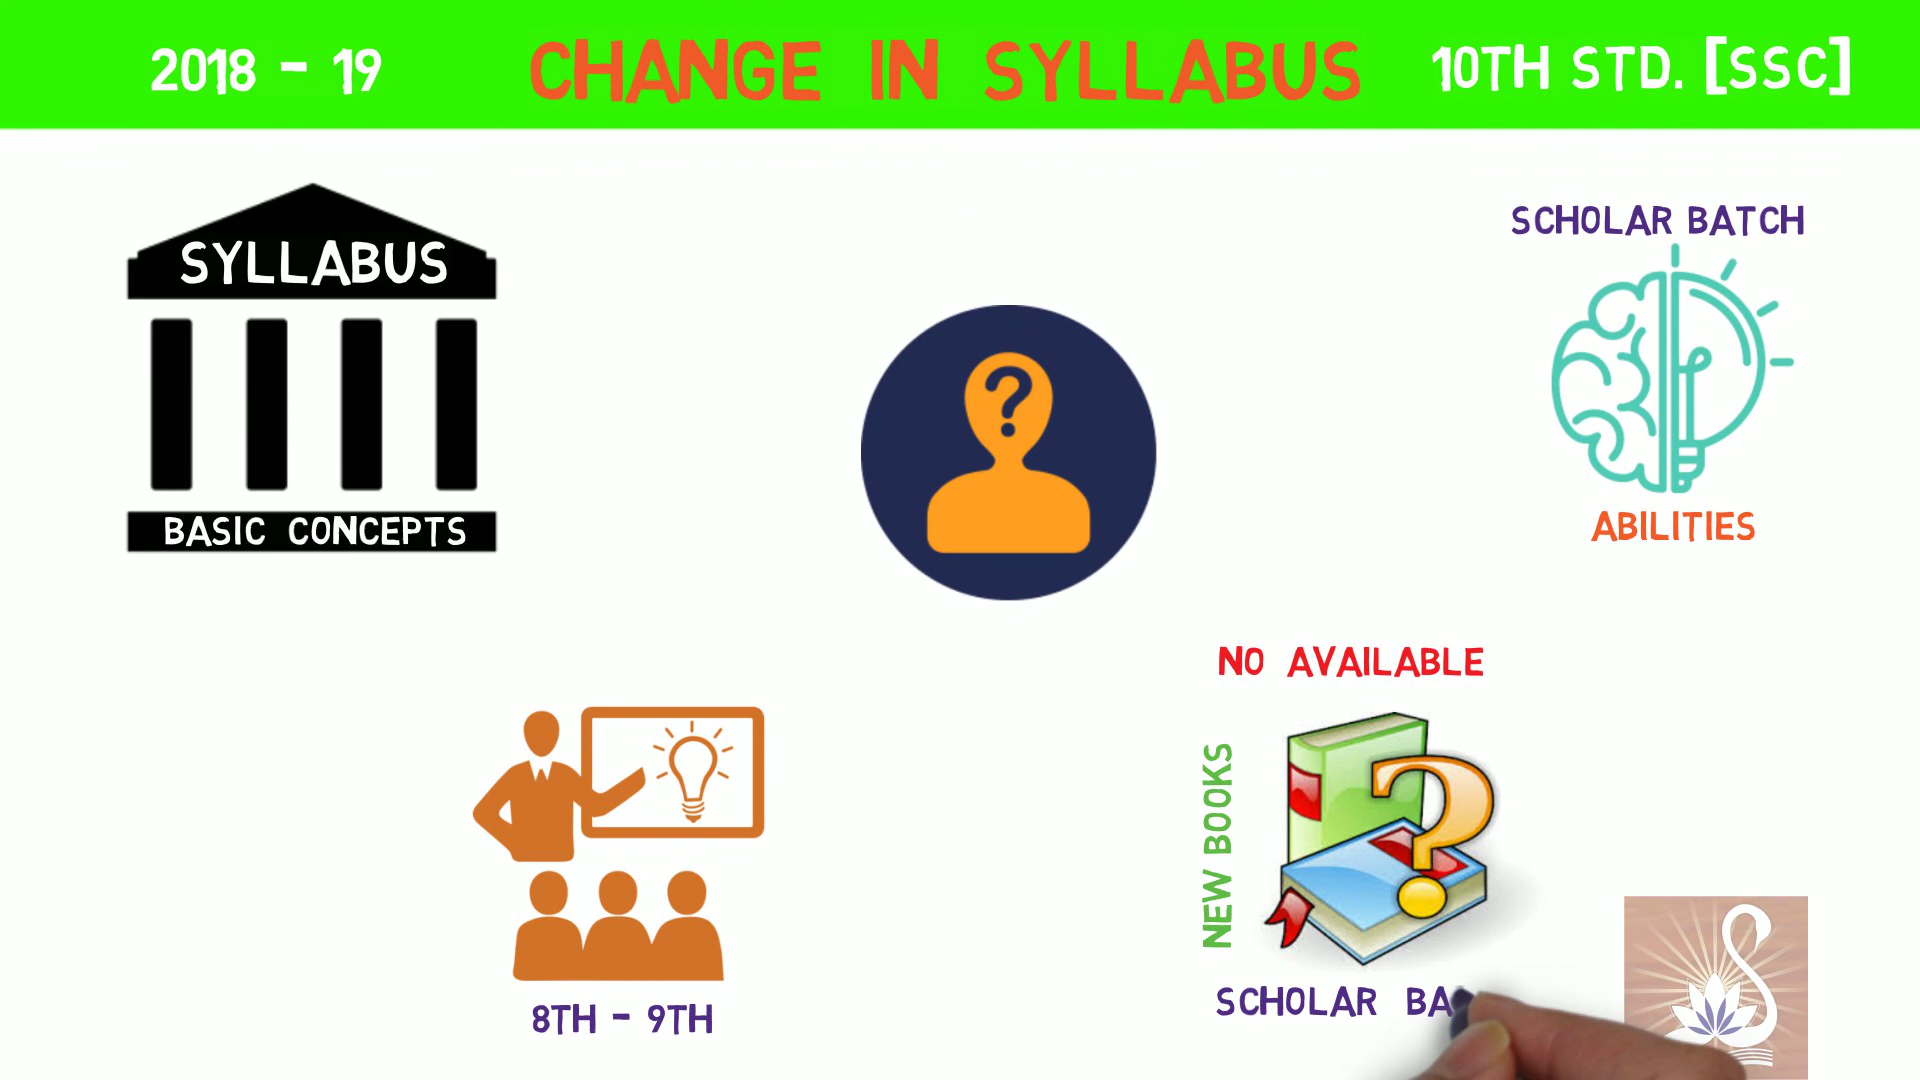 2018 - 19
CHANGE IN SYLLABUS
10TH STD. [SSC]
SYLLABUS
BASIC CONCEPTS
SCHOLAR BATCH
ABILITIES
?
8TH - 9TH
NO AVAILABLE
NEW BOOKS
?
SCHOLAR BA